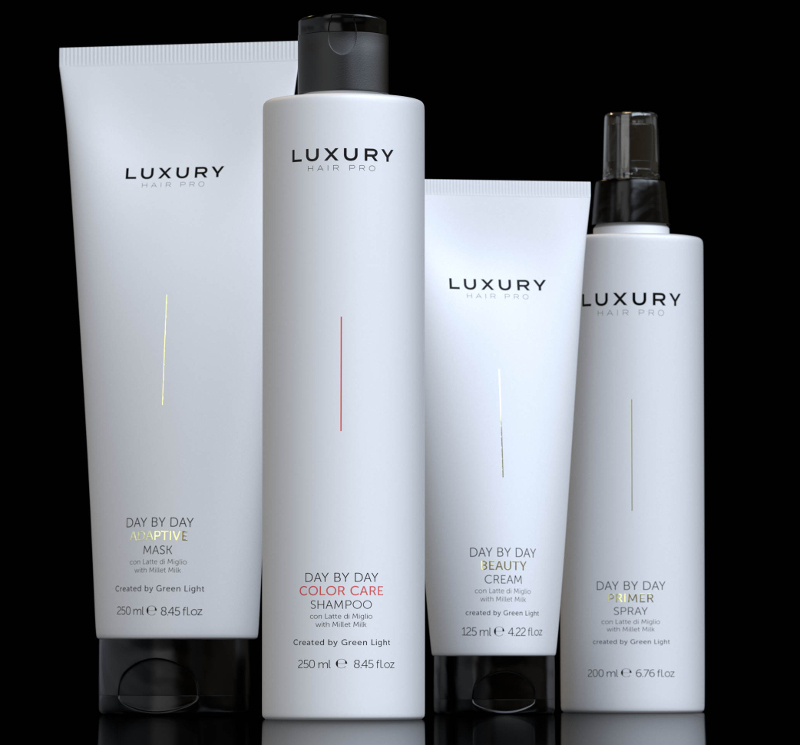 LUXURY
HAIR PRO
DAY BY DAY
ADAPTIVE
MASK
con Latte di Miglio
with Millet Milk
Created by Green Light
250 ml ℮ 8.45 fl.oz
LUXURY
HAIR PRO
DAY BY DAY
COLOR CARE
SHAMPOO
con Latte di Miglio
with Millet Milk
Created by Green Light
250 ml ℮ 8.45 fl.oz
LUXURY
HAIR PRO
DAY BY DAY
BEAUTY
CREAM
con Latte di Miglio
with Millet Milk
created by Green Light
125 ml ℮ 4.22 fl.oz
LUXURY
HAIR PRO
DAY BY DAY
PRIMER
SPRAY
con Latte di Miglio
with Millet Milk
created by Green Light
200 ml ℮ 6.76 fl.oz